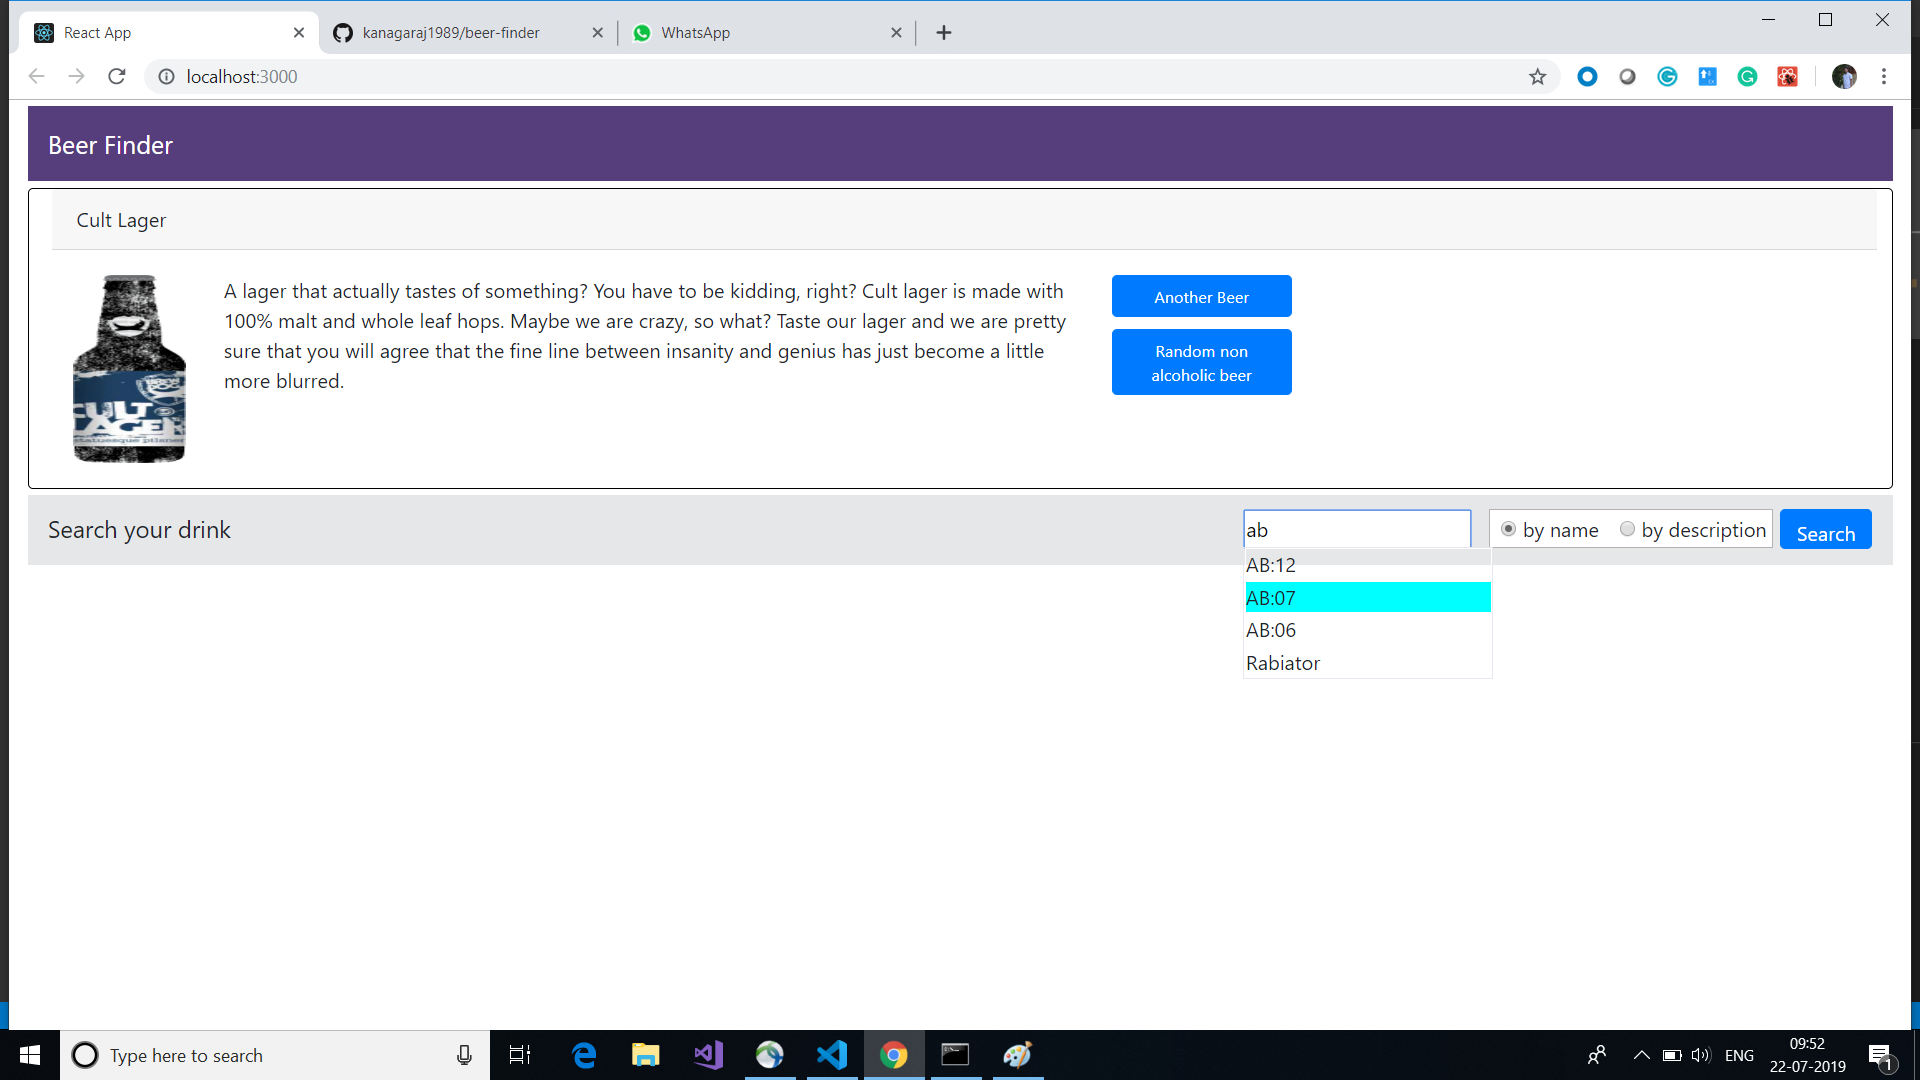 React App
kanagaraj1989/beer-finder
WhatsApp
localhost:3000
Beer Finder
Cult Lager
A lager that actually tastes of something? You have to be kidding, right? Cult lager is made with
100% malt and whole leaf hops. Maybe we are crazy, so what? Taste our lager and we are pretty
sure that you will agree that the fine line between insanity and genius has just become a little
more blurred.
CULT
LAGER
statuesque pilsner
Another Beer
Random non
alcoholic beer
Search your drink
ab
by name
by description
Search
AB:12
AB:07
AB:06
Rabiator
Type here to search
ENG
09:52
22-07-2019
1